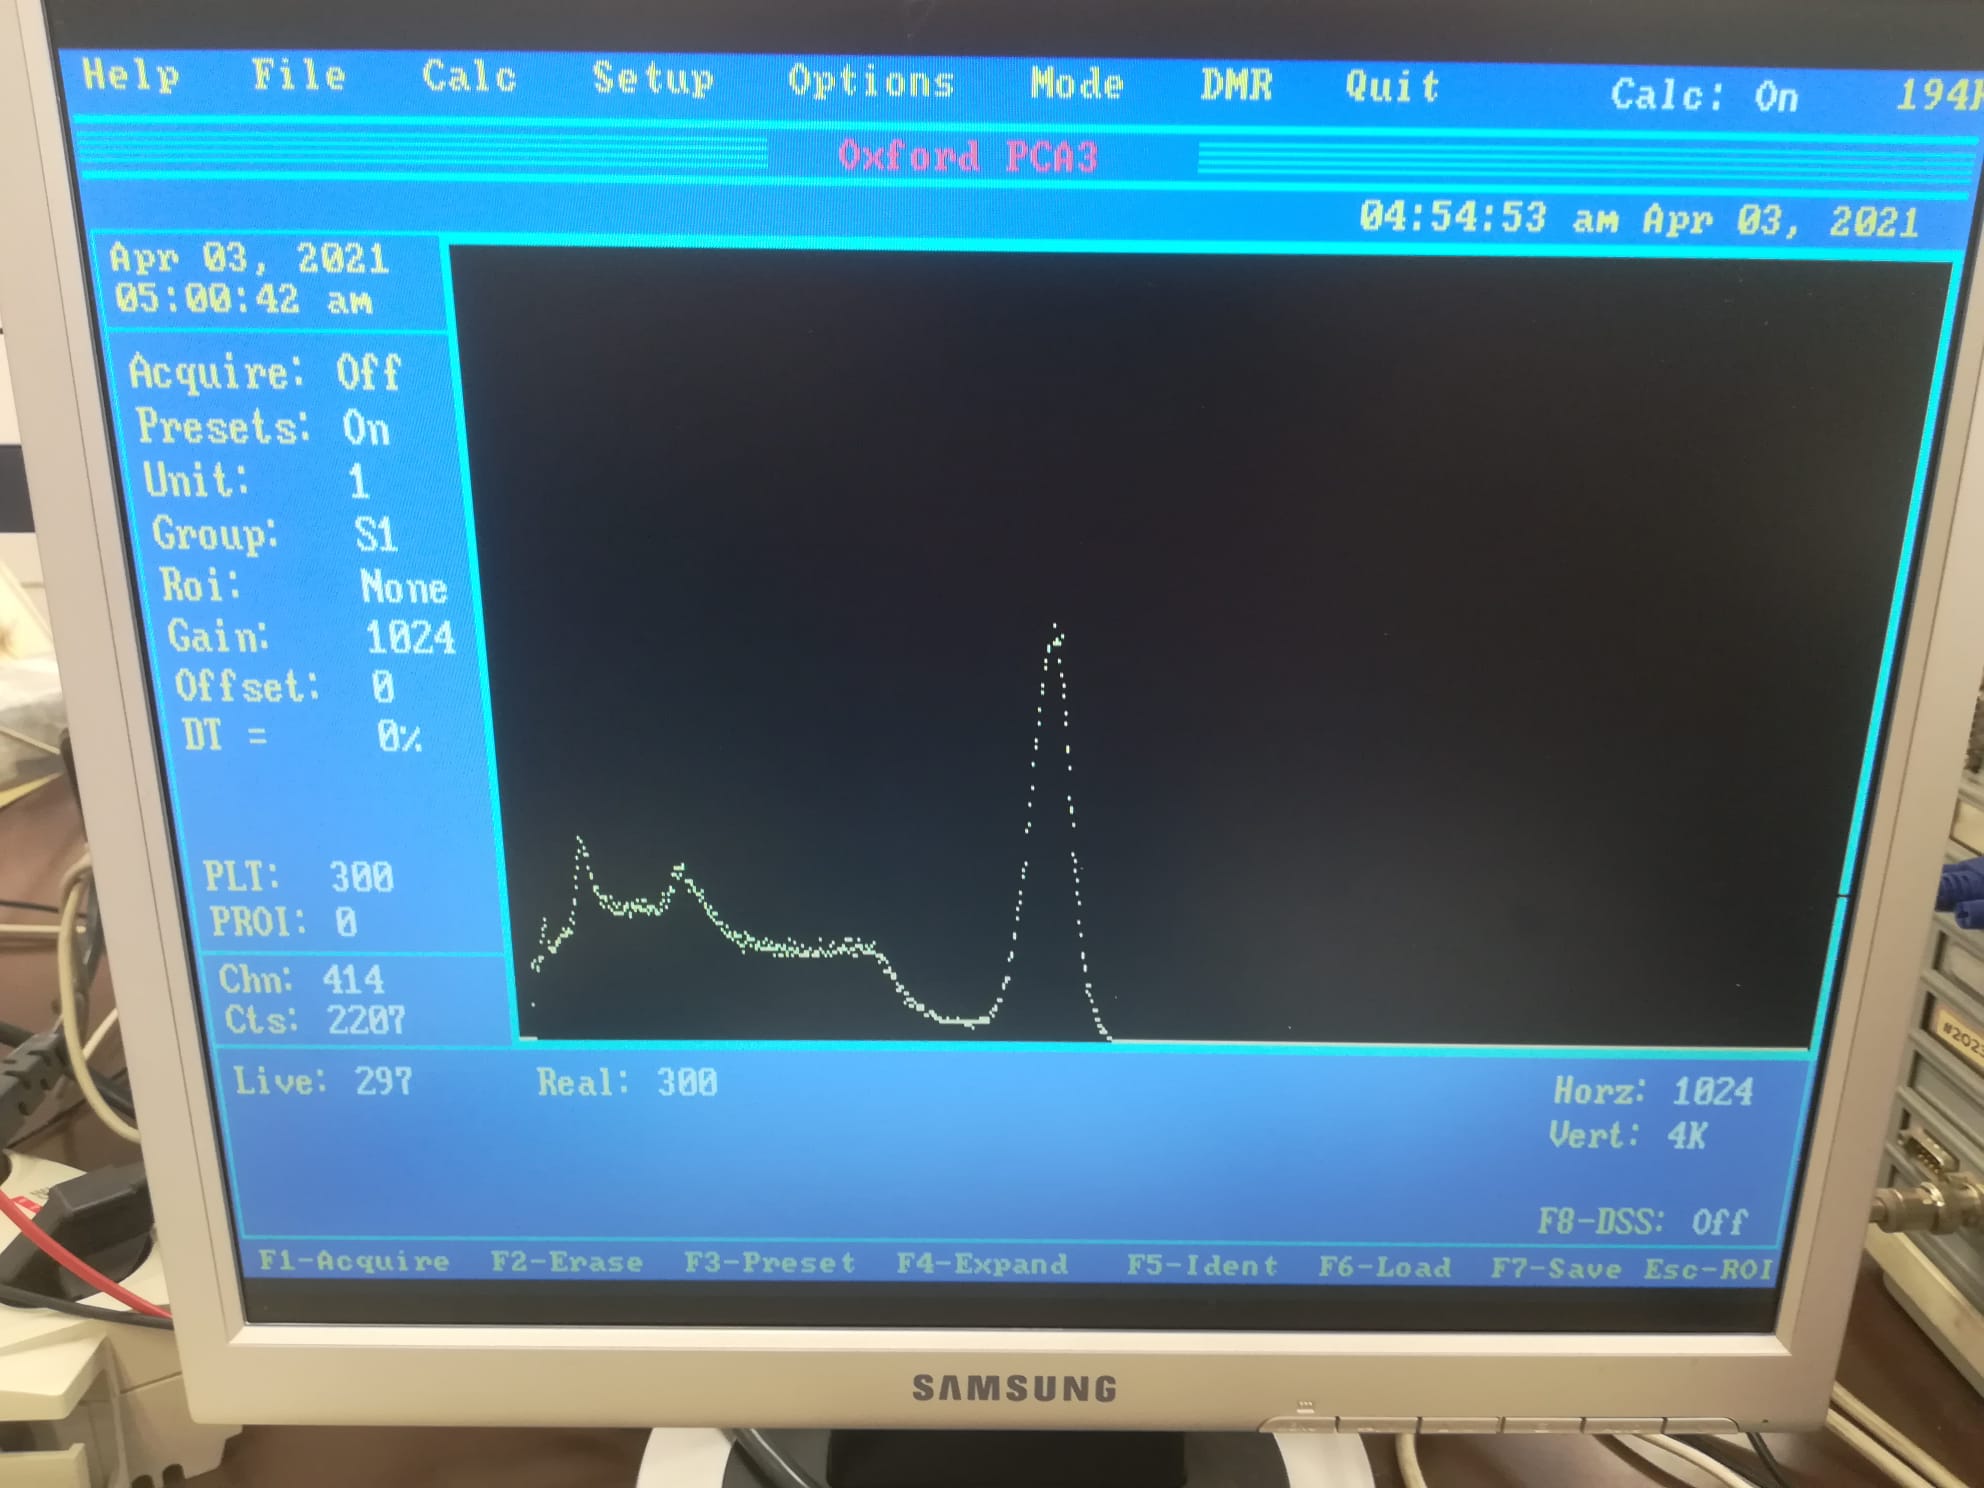 Help File Calc Setup Options Mode DMR Quit Calc: On 194K
Oxford PCA3
04:54:53 am Apr 03, 2021
Apr 03, 2021
05:00:42 am
Acquire: Off
Presets: On
Unit: 1
Group: S1
Roi: None
Gain: 1024
Offset: 0
DT = 0%
PLT: 300
PROI: 0
Chn: 414
Cts: 2207
Live: 297 Real: 300
Horz: 1024
Vert: 4K
F8-DSS: Off
F1-Acquire F2-Erase F3-Preset F4-Expand F5-Ident F6-Load F7-Save Esc-ROI
SAMSUNG